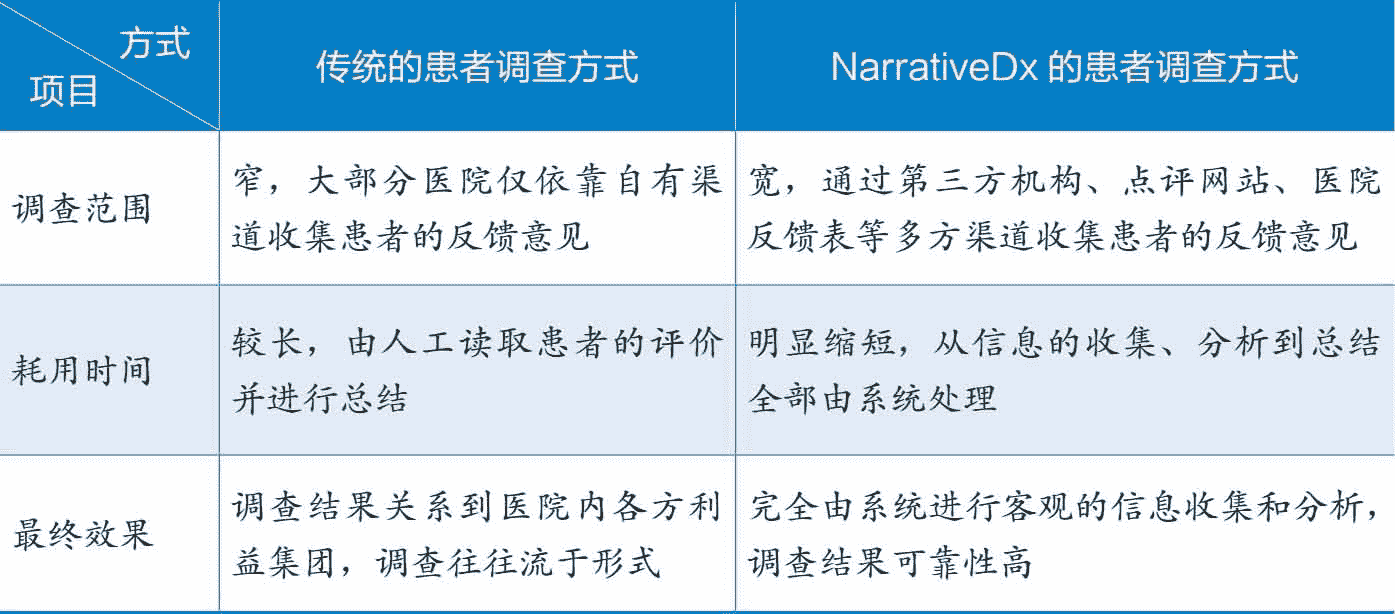 方式
项目
传统的患者调查方式
NarrativeDx 的患者调查方式
调查范围
窄，大部分医院仅依靠自有渠
道收集患者的反馈意见
宽，通过第三方机构、点评网站、医院
反馈表等多方渠道收集患者的反馈意见
耗用时间
较长，由人工读取患者的评价
并进行总结
明显缩短，从信息的收集、分析到总结
全部由系统处理
最终效果
调查结果关系到医院内各方利
益集团，调查往往流于形式
完全由系统进行客观的信息收集和分析，
调查结果可靠性高